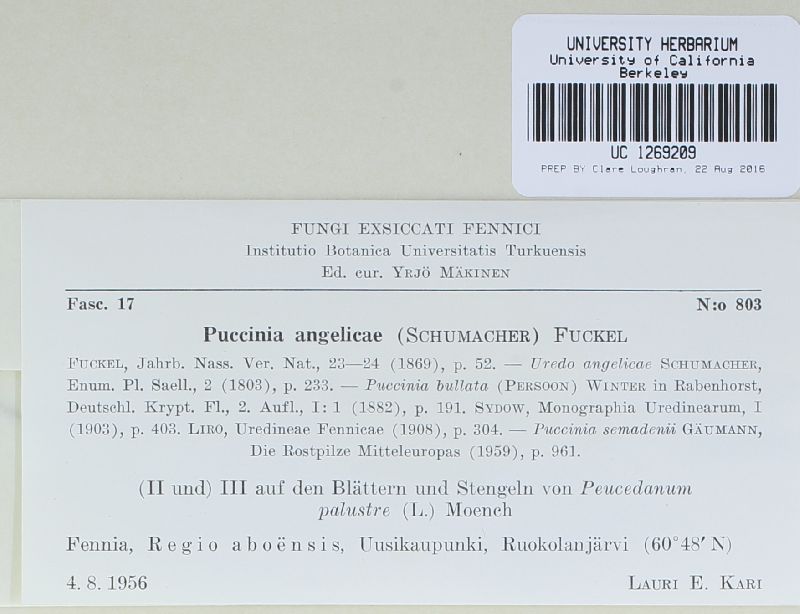 UNIVERSITY HERBARIUM
University of California
Berkeley
UC 1269209
PREP BY Clare Loughran, 22 Aug 2016
FUNGI EXSICCATI FENNICI
Institutio Botanica Universitatis Turkuensis
Ed. cur. YRJÖ MÄKINEN
Fasc. 17 N:o 803
Puccinia angelicae (SCHUMACHER) FUCKEL
FUCKEL, Jahrb. Nass. Ver. Nat., 23—24 (1869), p. 52. — Uredo angelicae SCHUMACHER,
Enum. Pl. Saell., 2 (1803), p. 233. — Puccinia bullata (PERSOON) WINTER in Rabenhorst,
Deutschl. Krypt. Fl., 2. Aufl., I: 1 (1882), p. 191. SYDOW, Monographia Uredinearum, I
(1903), p. 403. LIRO, Uredineae Fennicae (1908), p. 304. — Puccinia semadenii GÄUMANN,
Die Rostpilze Mitteleuropas (1959), p. 961.
(II und) III auf den Blättern und Stengeln von Peucedanum
palustre (L.) Moench
Fennia, Regio aboënsis, Uusikaupunki, Ruokolanjärvi (60°48′ N)
4. 8. 1956 LAURI E. KARI